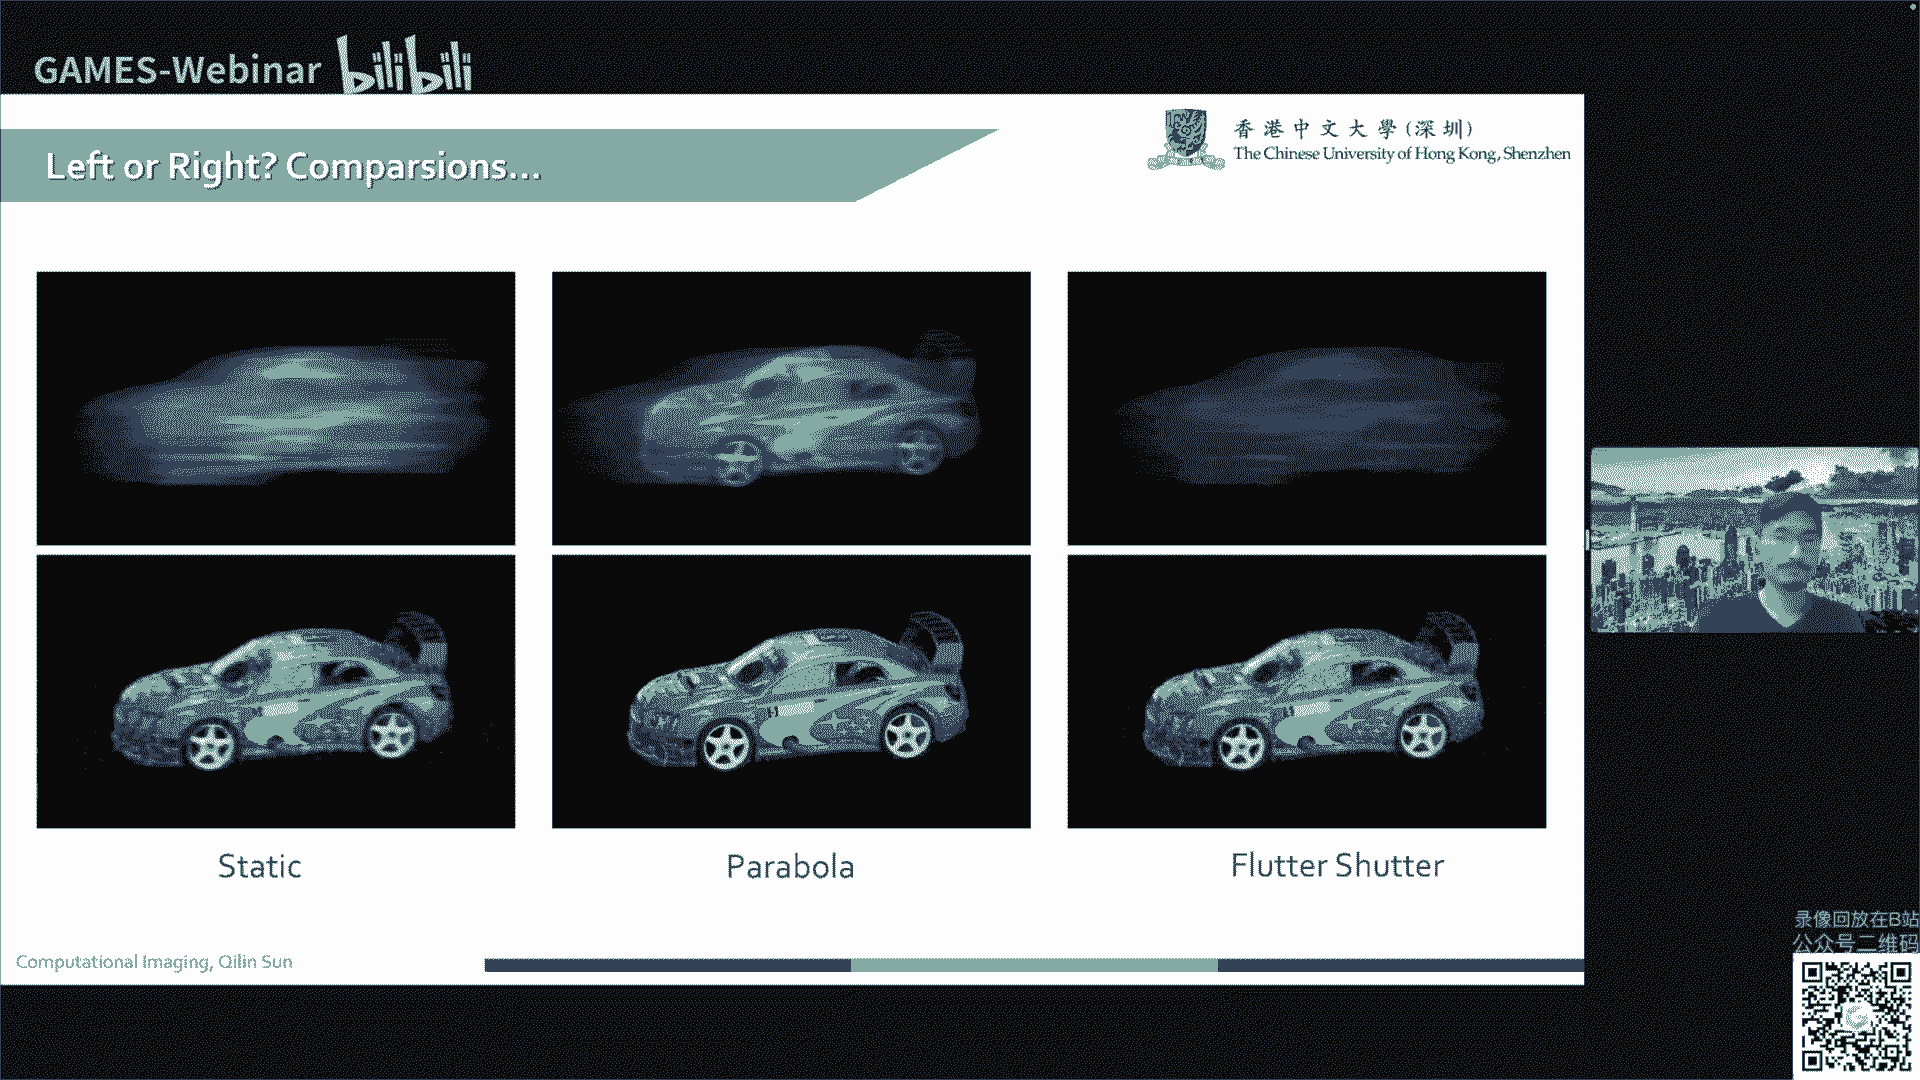 GAMES-Webinar bilibili
Left or Right? Comparsions...
香港中文大學(深圳)
The Chinese University of Hong Kong, Shenzhen
Static
Parabola
Flutter Shutter
Computational Imaging, Qilin Sun
录像回放在B站
公众号二维码